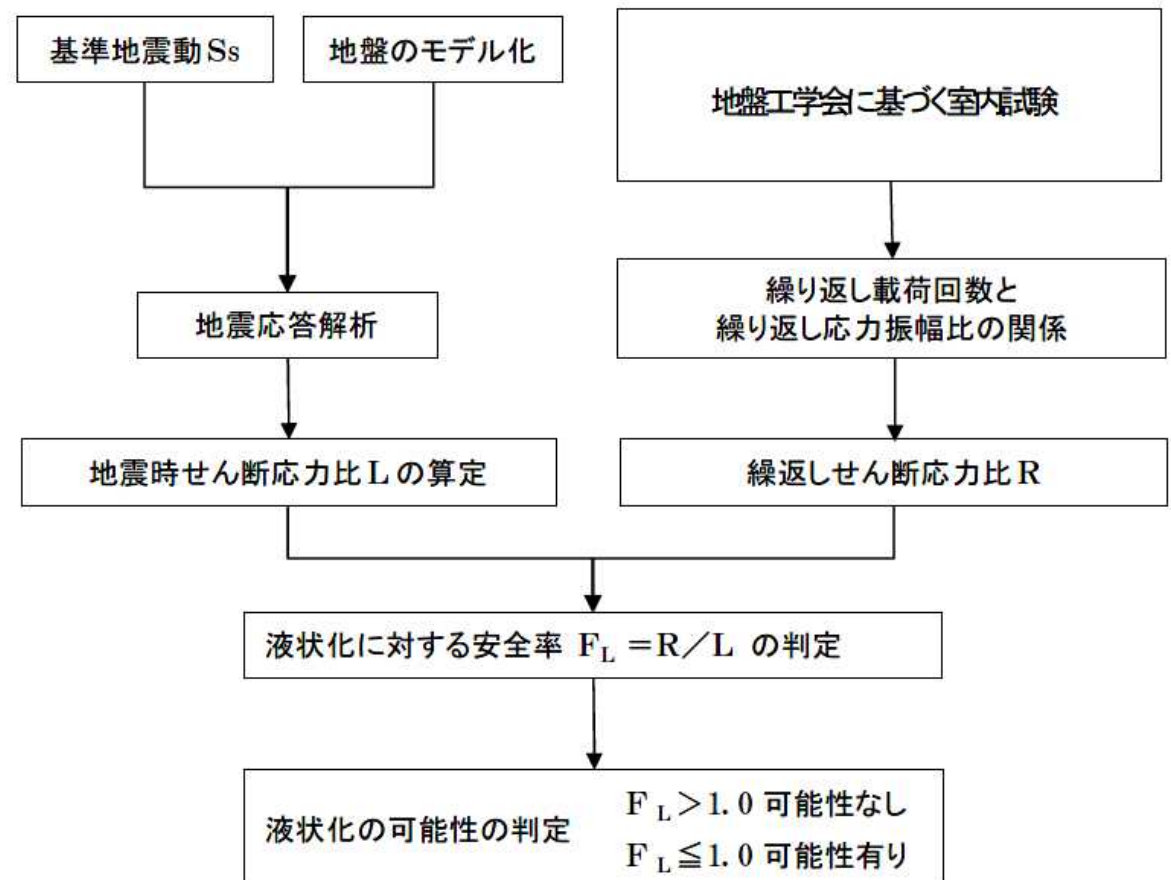 基準地震動Ss
地盤のモデル化
地盤工学会に基づく室内試験
地震応答解析
繰り返し載荷回数と
繰り返し応力振幅比の関係
地震時せん断応力比Lの算定
繰返しせん断応力比R
液状化に対する安全率 FL =R/L の判定
液状化の可能性の判定
FL>1.0 可能性なし
FL≦1.0 可能性有り